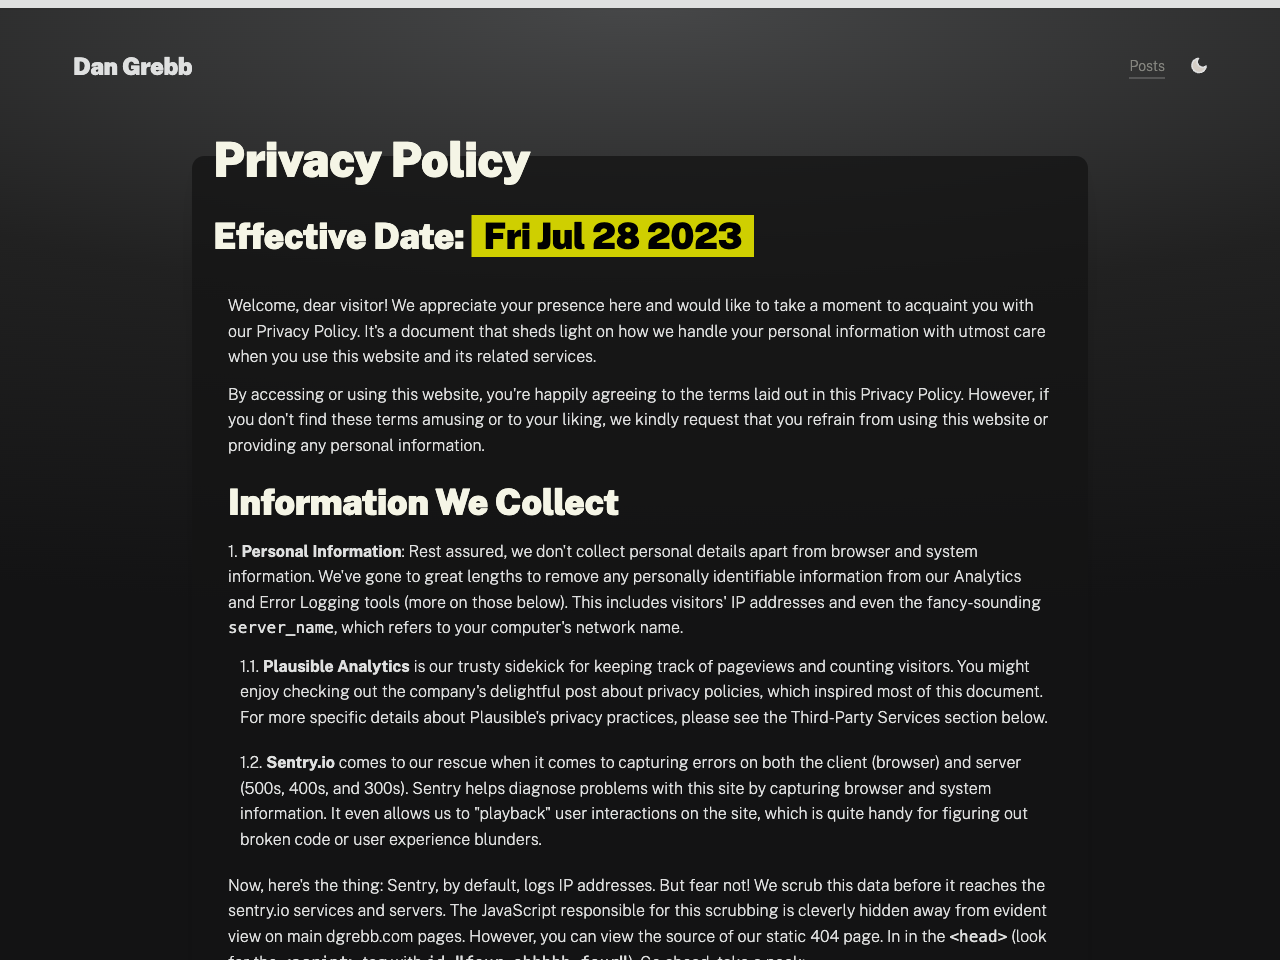 Dan Grebb
Posts
Privacy Policy
Effective Date: Fri Jul 28 2023
Welcome, dear visitor! We appreciate your presence here and would like to take a moment to acquaint you with
our Privacy Policy. It's a document that sheds light on how we handle your personal information with utmost care
when you use this website and its related services.
By accessing or using this website, you're happily agreeing to the terms laid out in this Privacy Policy. However, if
you don't find these terms amusing or to your liking, we kindly request that you refrain from using this website or
providing any personal information.
Information We Collect
1. Personal Information: Rest assured, we don't collect personal details apart from browser and system
information. We've gone to great lengths to remove any personally identifiable information from our Analytics
and Error Logging tools (more on those below). This includes visitors' IP addresses and even the fancy-sounding
server_name, which refers to your computer's network name.
1.1. Plausible Analytics is our trusty sidekick for keeping track of pageviews and counting visitors. You might
enjoy checking out the company's delightful post about privacy policies, which inspired most of this document.
For more specific details about Plausible's privacy practices, please see the Third-Party Services section below.
1.2. Sentry.io comes to our rescue when it comes to capturing errors on both the client (browser) and server
(500s, 400s, and 300s). Sentry helps diagnose problems with this site by capturing browser and system
information. It even allows us to "playback" user interactions on the site, which is quite handy for figuring out
broken code or user experience blunders.
Now, here's the thing: Sentry, by default, logs IP addresses. But fear not! We scrub this data before it reaches the
sentry.io services and servers. The JavaScript responsible for this scrubbing is cleverly hidden away from evident
view on main dgrebb.com pages. However, you can view the source of our static 404 page. In in the <head> (look